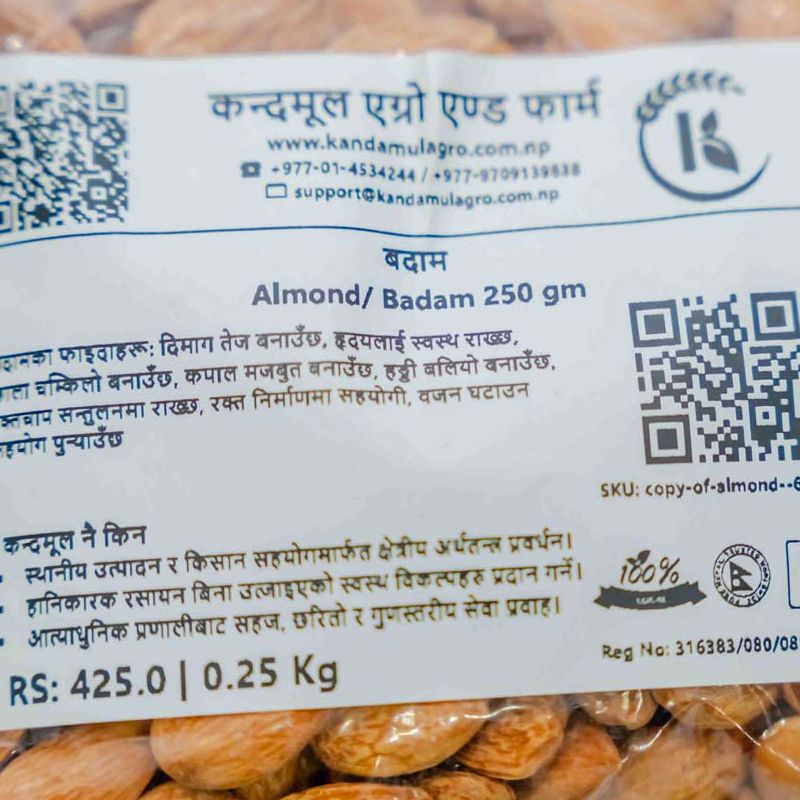 कन्दमूल एग्रो एण्ड फार्म
www.kandamulagro.com.np
+977-01-4534244 / +977-9709139838
support@kandamulagro.com.np
बदाम
Almond/ Badam 250 gm
फाइदाहरू: दिमाग तेज बनाउँछ, हृदयलाई स्वस्थ राख्छ,
चम्किलो बनाउँछ, कपाल मजबुत बनाउँछ, हड्डी बलियो बनाउँछ,
सन्तुलनमा राख्छ, रक्त निर्माणमा सहयोगी, वजन घटाउन
पुर्‍याउँछ
SKU: copy-of-almond--6
कन्दमूल नै किन
• स्थानीय उत्पादन र किसान सहयोगमार्फत क्षेत्रीय अर्थतन्त्र प्रवर्धन।
• हानिकारक रसायन बिना उब्जाइएको स्वस्थ विकल्पहरु प्रदान गर्ने।
• आत्याधुनिक प्रणालीबाट सहज, छरितो र गुणस्तरीय सेवा प्रवाह।
100%
Reg No: 316383/080/08
RS: 425.0 | 0.25 Kg